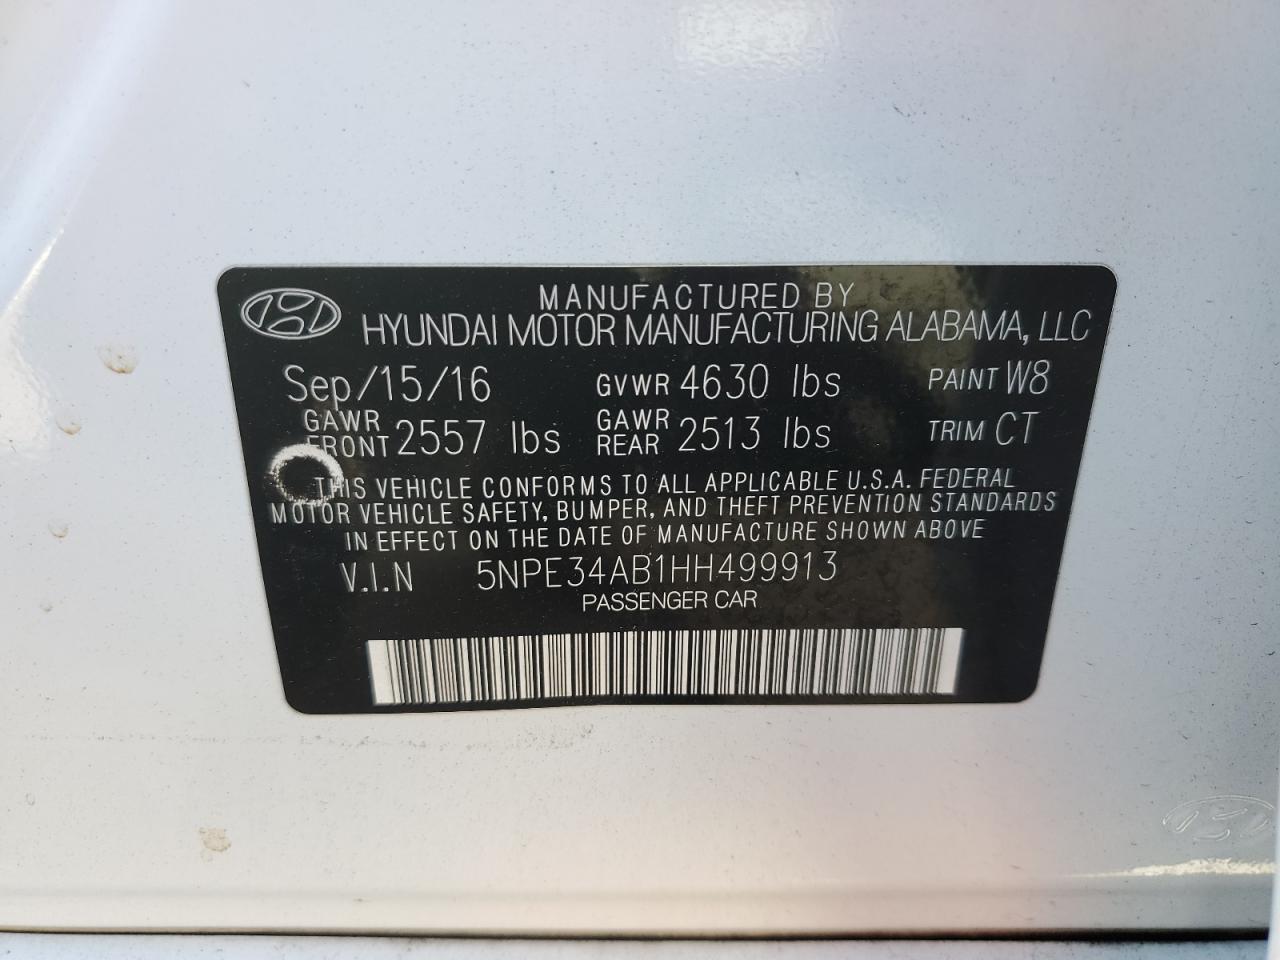 MANUFACTURED BY
HYUNDAI MOTOR MANUFACTURING ALABAMA, LLC
Sep/15/16 GVWR 4630 lbs PAINT W8
GAWR FRONT 2557 lbs GAWR REAR 2513 lbs TRIM CT
THIS VEHICLE CONFORMS TO ALL APPLICABLE U.S.A. FEDERAL
MOTOR VEHICLE SAFETY, BUMPER, AND THEFT PREVENTION STANDARDS
IN EFFECT ON THE DATE OF MANUFACTURE SHOWN ABOVE
V.I.N 5NPE34AB1HH499913
PASSENGER CAR